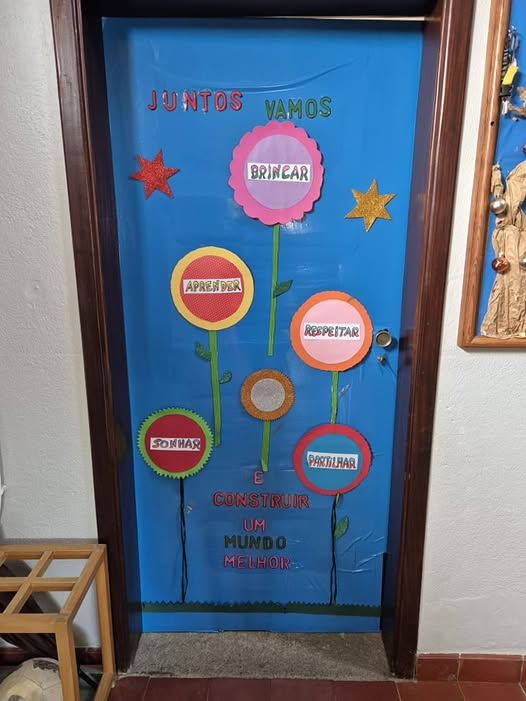 JUNTOS VAMOS
BRINCAR
APRENDER
RESPEITAR
SONHAR
PARTILHAR
E
CONSTRUIR
UM
MUNDO
MELHOR